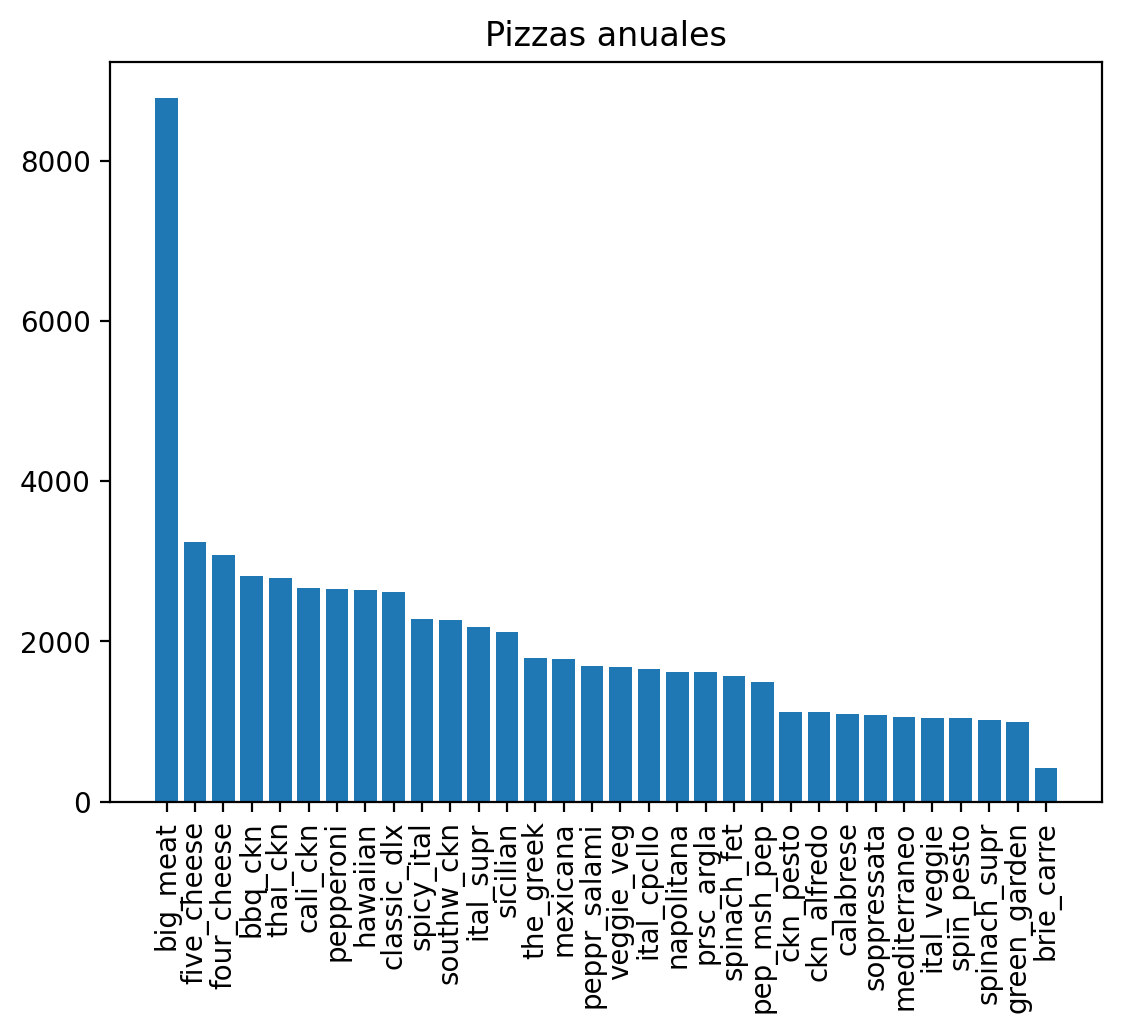 Pizzas anuales
8000
6000
4000
2000
0
big_meat
five_cheese
four_cheese
bbq_ckn
thai_ckn
cali_ckn
pepperoni
hawaiian
classic_dlx
spicy_ital
southw_ckn
ital_supr
sicilian
the_greek
mexicana
peppr_salami
veggie_veg
ital_cpcllo
napolitana
prsc_argla
spinach_fet
pep_msh_pep
ckn_pesto
ckn_alfredo
calabrese
soppressata
mediterraneo
ital_veggie
spin_pesto
spinach_supr
green_garden
brie_carre